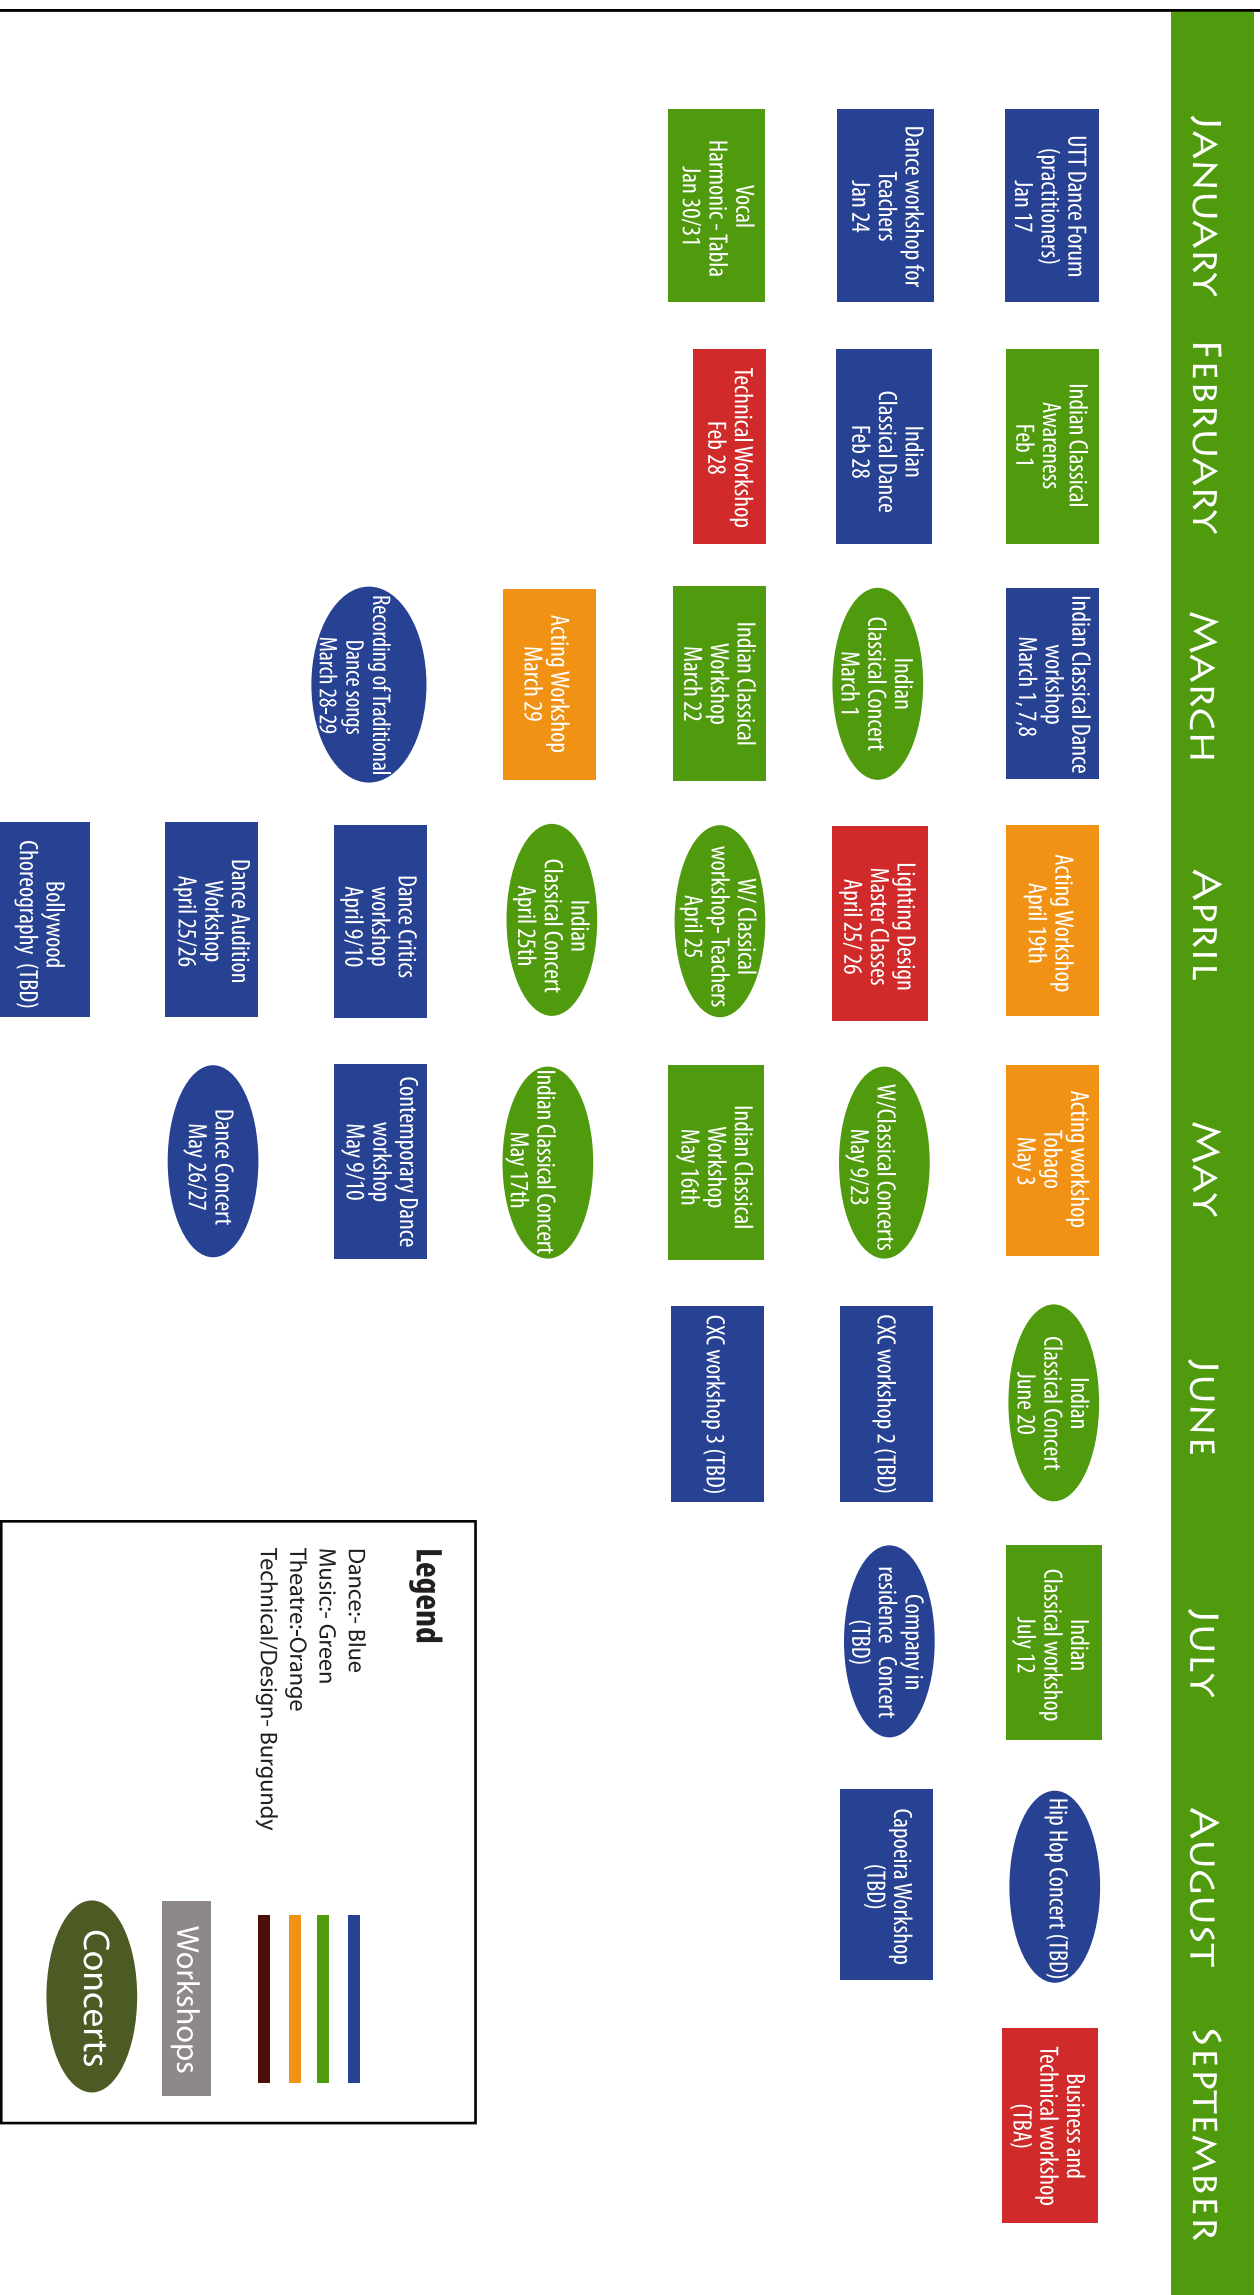 JANUARY
FEBRUARY
MARCH
APRIL
MAY
JUNE
JULY
AUGUST
SEPTEMBER
UTT Dance Forum
(practitioners)
Jan 17
Dance workshop for
Teachers
Jan 24
Vocal
Harmonic - Tabla
Jan 30/31
Indian Classical
Awareness
Feb 1
Indian
Classical Dance
Feb 28
Technical Workshop
Feb 28
Indian Classical Dance
workshop
March 1, 7,8
Indian
Classical Concert
March 1
Indian Classical
Workshop
March 22
Acting Workshop
March 29
Recording of Traditional
Dance songs
March 28-29
Acting Workshop
April 19th
Lighting Design
Master Classes
April 25/ 26
W/ Classical
workshop- Teachers
April 25
Indian
Classical Concert
April 25th
Dance Critics
workshop
April 9/10
Dance Audition
Workshop
April 25/26
Bollywood
Choreography (TBD)
Acting workshop
Tobago
May 3
W/Classical Concerts
May 9/23
Indian Classical
Workshop
May 16th
Indian Classical Concert
May 17th
Contemporary Dance
workshop
May 9/10
Dance Concert
May 26/27
Indian
Classical Concert
June 20
CXC workshop 2 (TBD)
CXC workshop 3 (TBD)
Indian
Classical workshop
July 12
Company in
residence Concert
(TBD)
Hip Hop Concert (TBD)
Capoeira Workshop
(TBD)
Business and
Technical workshop
(TBA)
Legend
Dance:- Blue
Music:- Green
Theatre:-Orange
Technical/Design- Burgundy
Workshops
Concerts